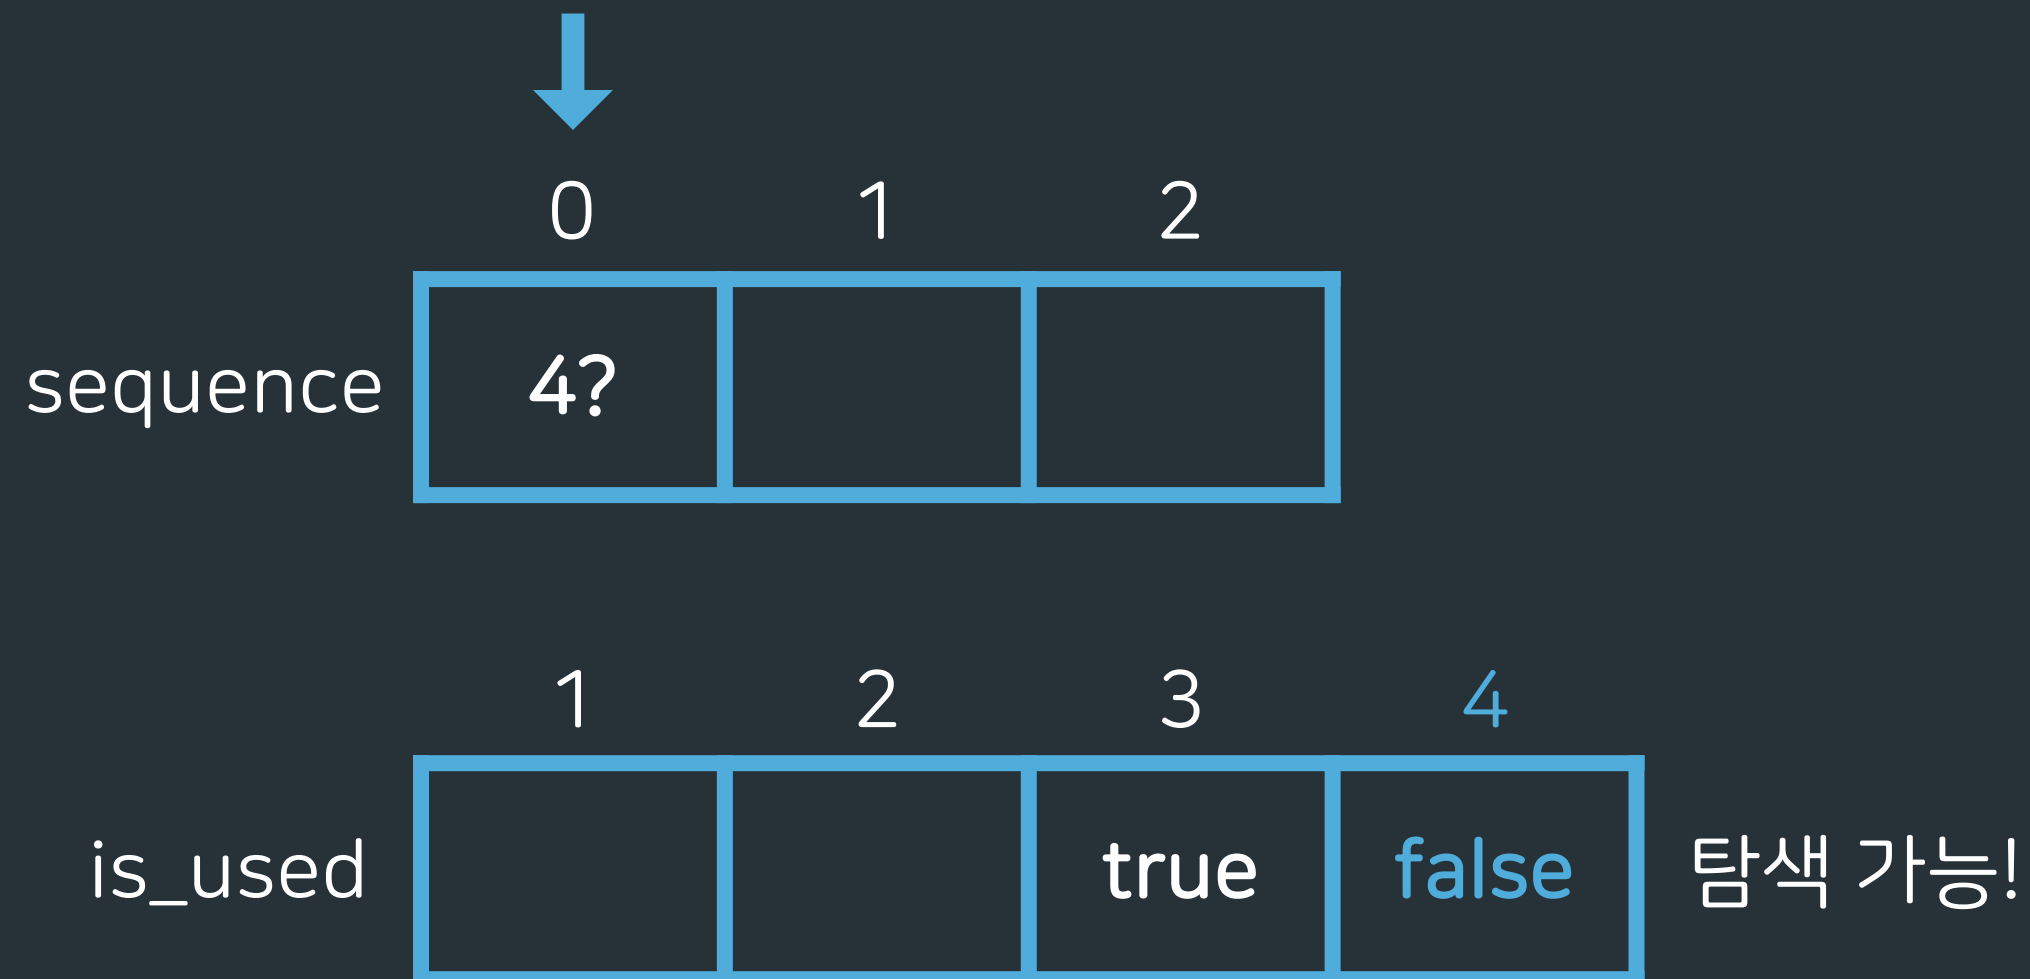 0 1 2
sequence 4?
1 2 3 4
is_used true false 탐색 가능!